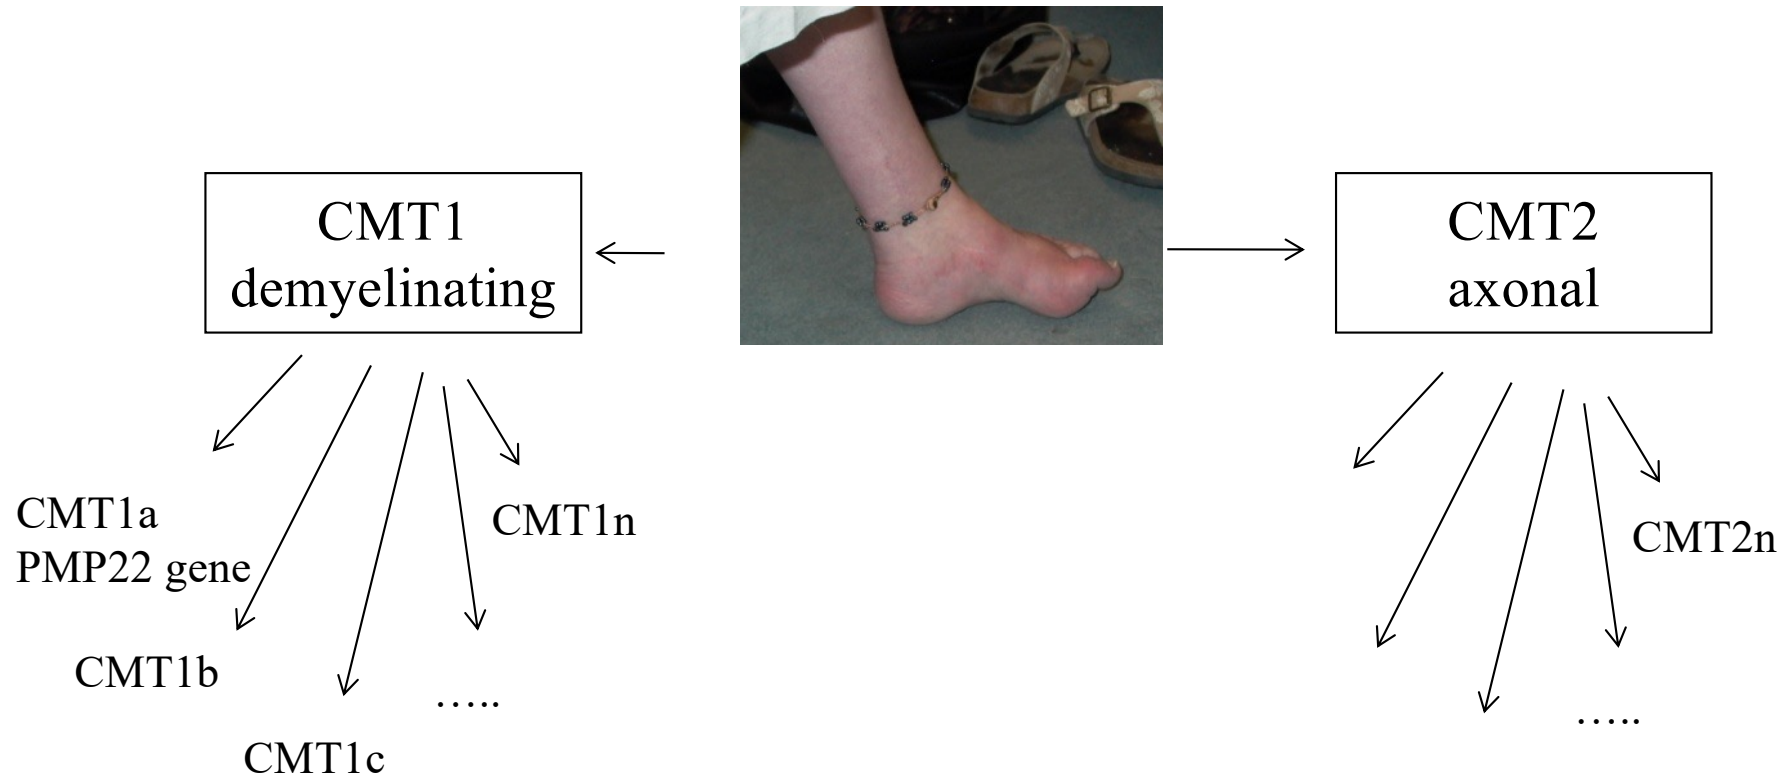 CMT1
demyelinating
CMT2
axonal
CMT1a
PMP22 gene
CMT1b
CMT1c
…..
CMT1n
…..
CMT2n